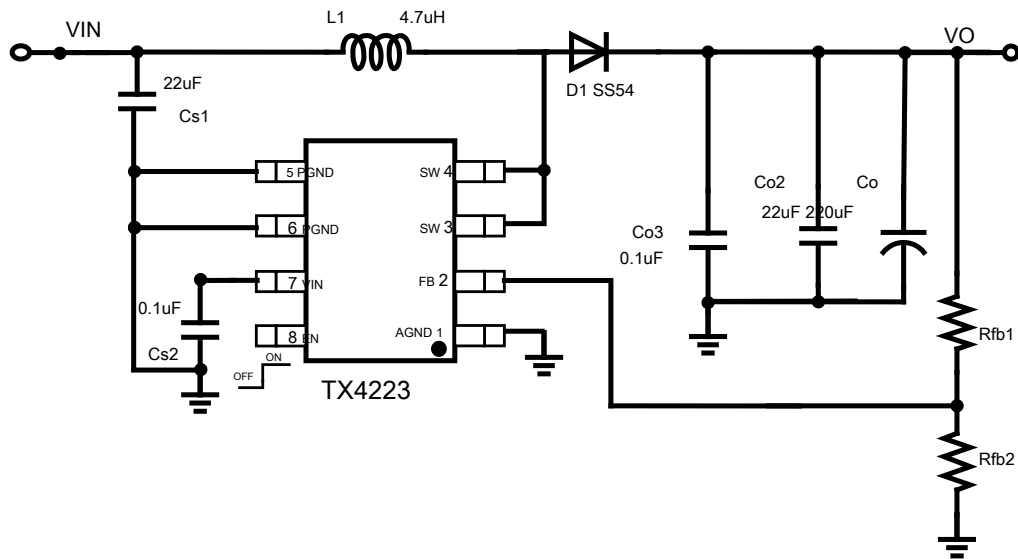 L1 4.7uH
VIN
VO
22uF
Cs1
D1 SS54
5 PGND
SW 4
6 PGND
SW 3
7 VIN
FB 2
8 EN
AGND 1
0.1uF
Cs2
ON
OFF
TX4223
Co3
0.1uF
Co2
Co
22uF 220uF
Rfb1
Rfb2